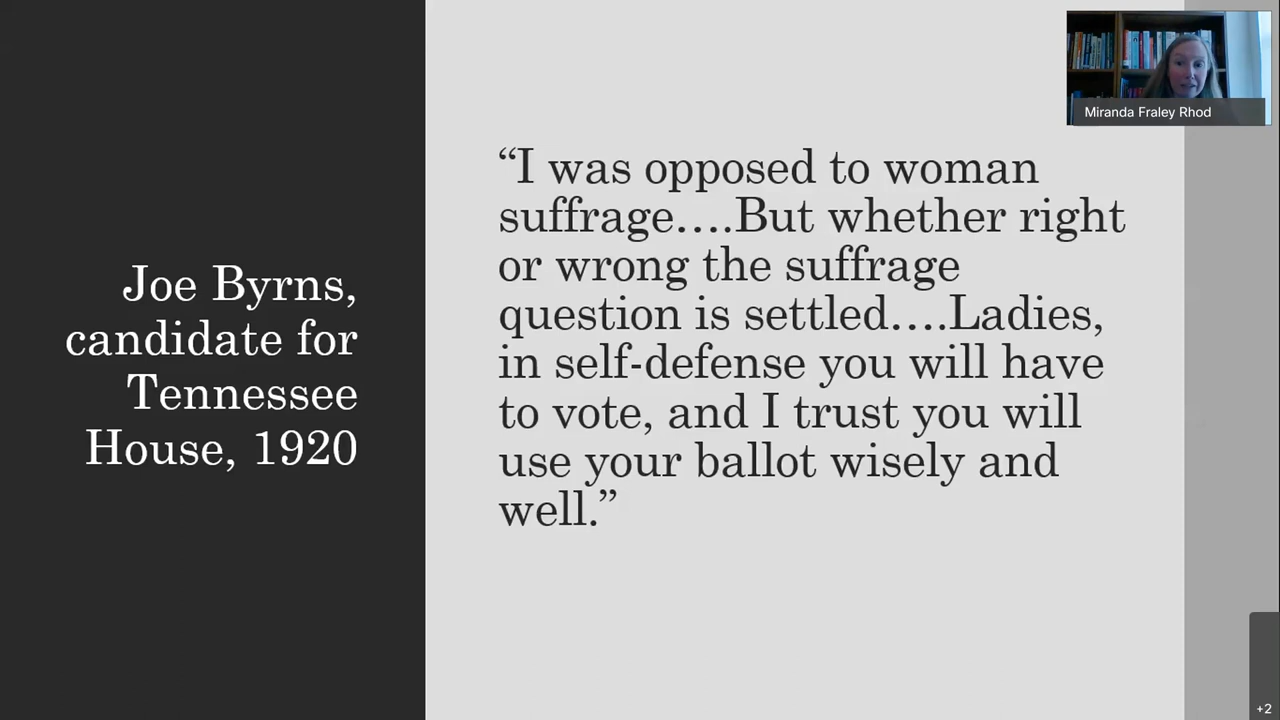 Joe Byrns,
candidate for
Tennessee
House, 1920
“I was opposed to woman
suffrage….But whether right
or wrong the suffrage
question is settled….Ladies,
in self-defense you will have
to vote, and I trust you will
use your ballot wisely and
well.”
Miranda Fraley Rhod
+2